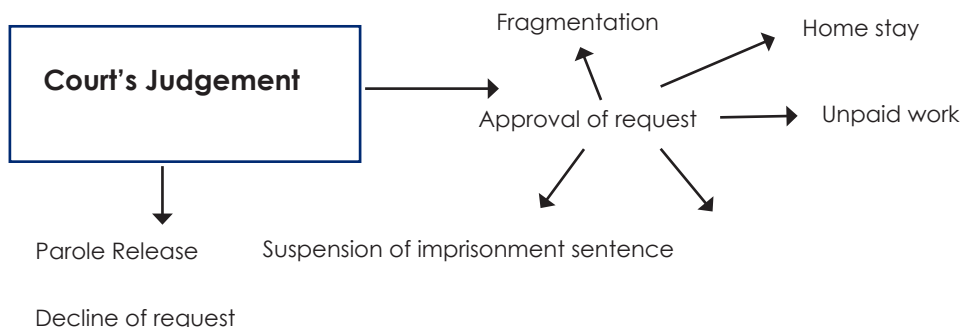 Fragmentation
Home stay
Court’s Judgement
Approval of request
Unpaid work
Parole Release
Suspension of imprisonment sentence
Decline of request